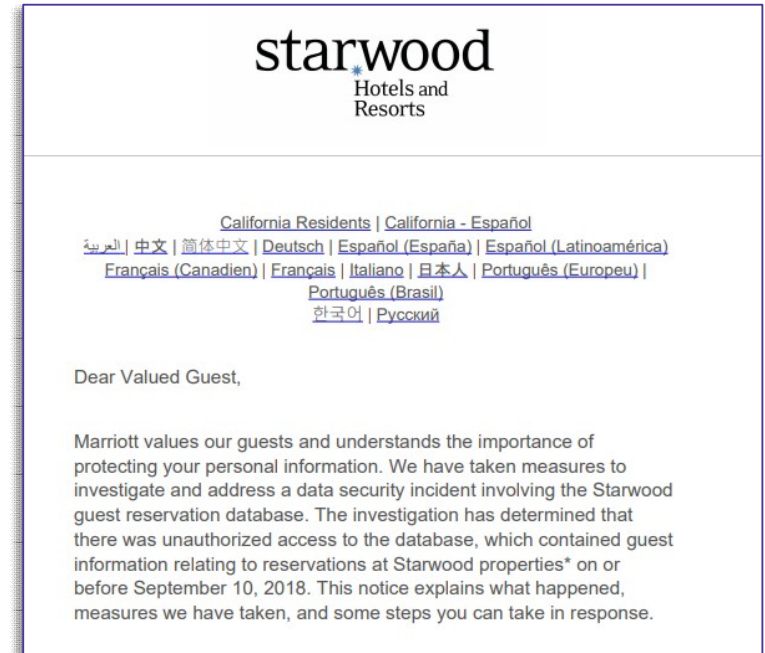 starwood
Hotels and
Resorts
California Residents | California - Español
العربية | 中文 | 简体中文 | Deutsch | Español (España) | Español (Latinoamérica)
Français (Canadien) | Français | Italiano | 日本人 | Português (Europeu) |
Português (Brasil)
한국어 | Русский
Dear Valued Guest,
Marriott values our guests and understands the importance of
protecting your personal information. We have taken measures to
investigate and address a data security incident involving the Starwood
guest reservation database. The investigation has determined that
there was unauthorized access to the database, which contained guest
information relating to reservations at Starwood properties* on or
before September 10, 2018. This notice explains what happened,
measures we have taken, and some steps you can take in response.